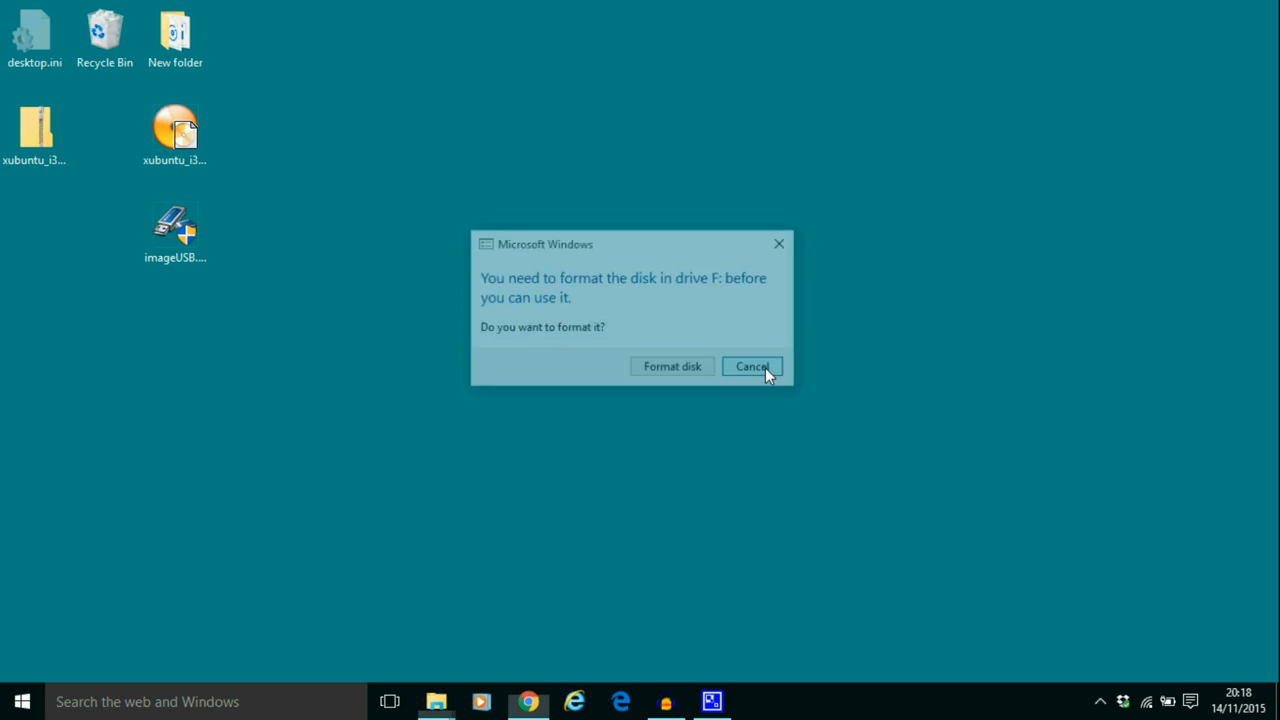 desktop.ini
Recycle Bin
New folder
xubuntu_i3...
xubuntu_i3...
imageUSB....
Microsoft Windows
You need to format the disk in drive F: before
you can use it.
Do you want to format it?
Format disk
Cancel
Search the web and Windows
20:18
14/11/2015